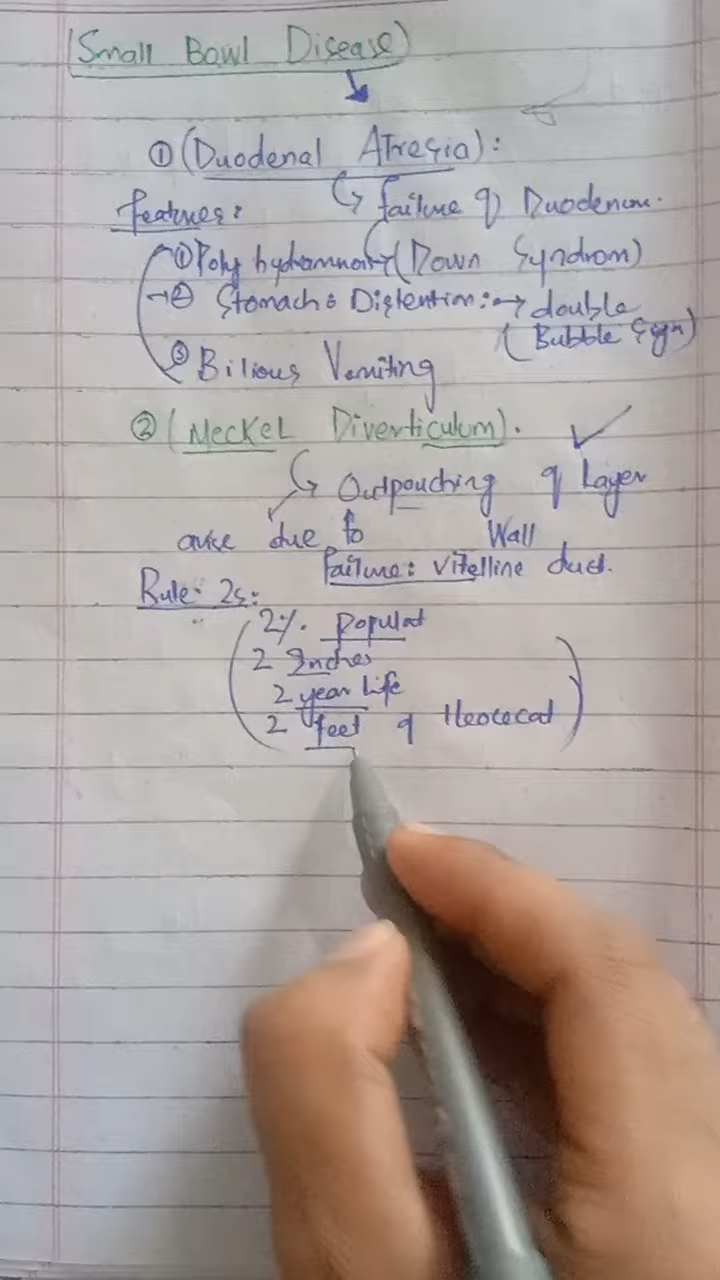 (Small Bowl Disease)
① (Duodenal Atresia):
failure of Duodenum.
Features:
① Polyhydramnois (Down Syndrom)
② Stomach: Distention: → double
(Bubble Sign)
③ Bilious Vomiting
② (Meckel Diverticulum).
Outpouching of Layer
Wall
arise due to
Failure: Vitelline duct.
Rule: 2s:
2% Populat
2 Inches
2 year Life
2 feet of Ileocecal